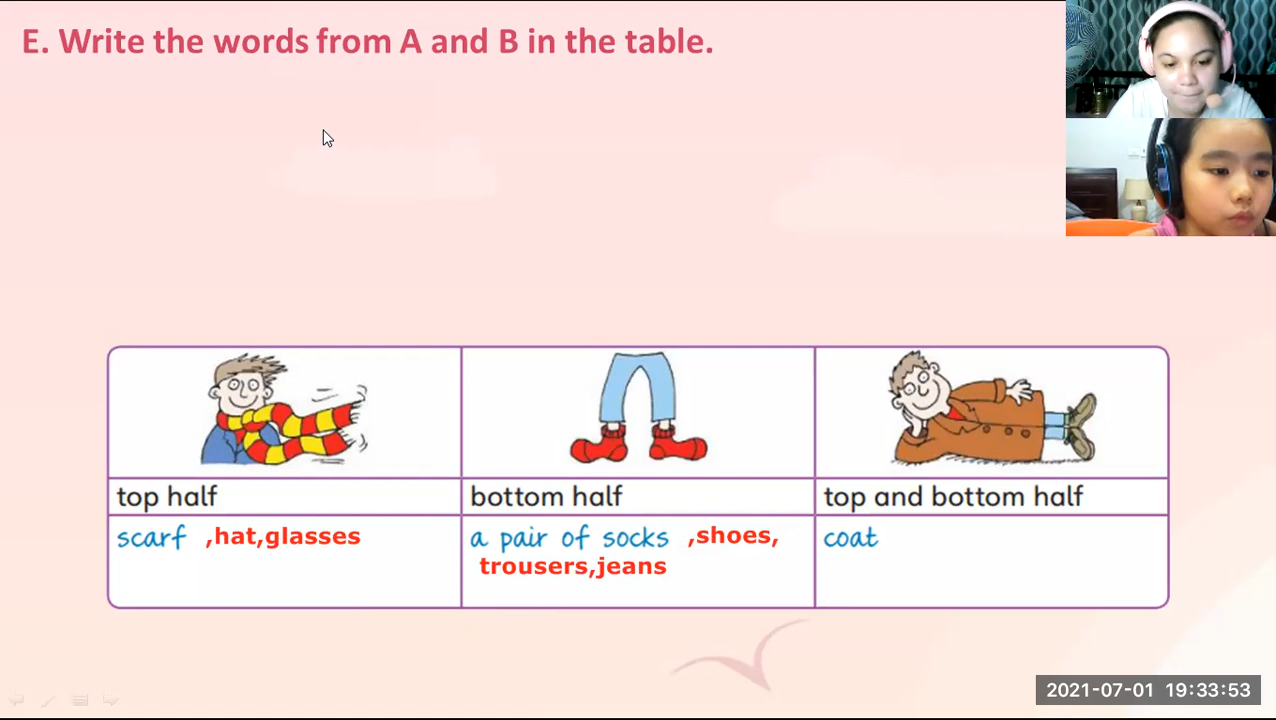 E. Write the words from A and B in the table.
top half
bottom half
top and bottom half
scarf ,hat,glasses
a pair of socks ,shoes,
trousers,jeans
coat
2021-07-01 19:33:53